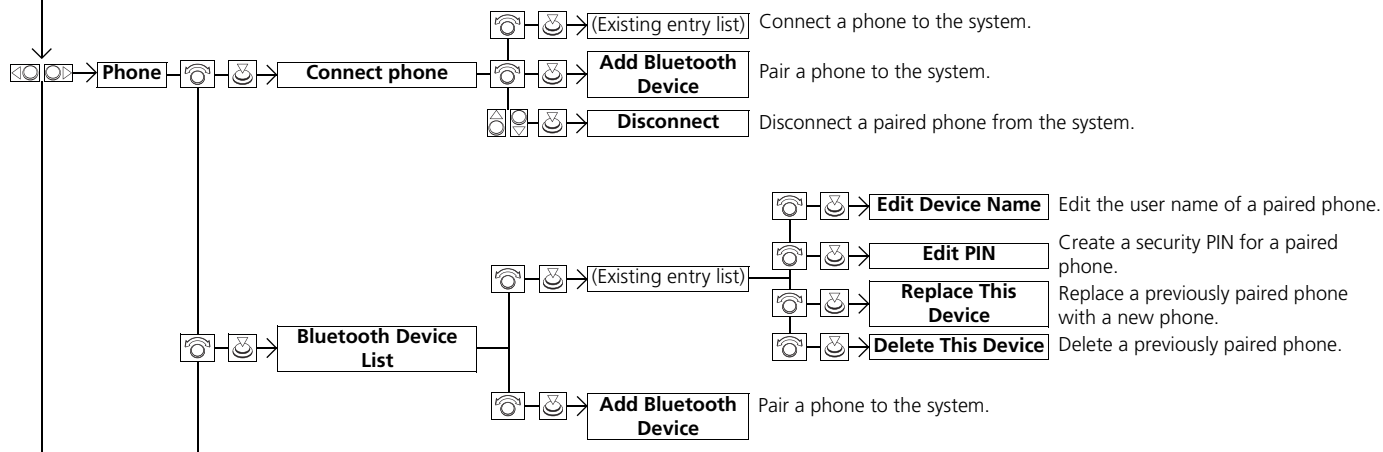 (Existing entry list) Connect a phone to the system.
Phone Connect phone Add Bluetooth Pair a phone to the system.
Device
Disconnect Disconnect a paired phone from the system.
Edit Device Name Edit the user name of a paired phone.
Edit PIN Create a security PIN for a paired
phone.
(Existing entry list)
Replace This Replace a previously paired phone
Device with a new phone.
Bluetooth Device
List
Delete This Device Delete a previously paired phone.
Add Bluetooth Pair a phone to the system.
Device